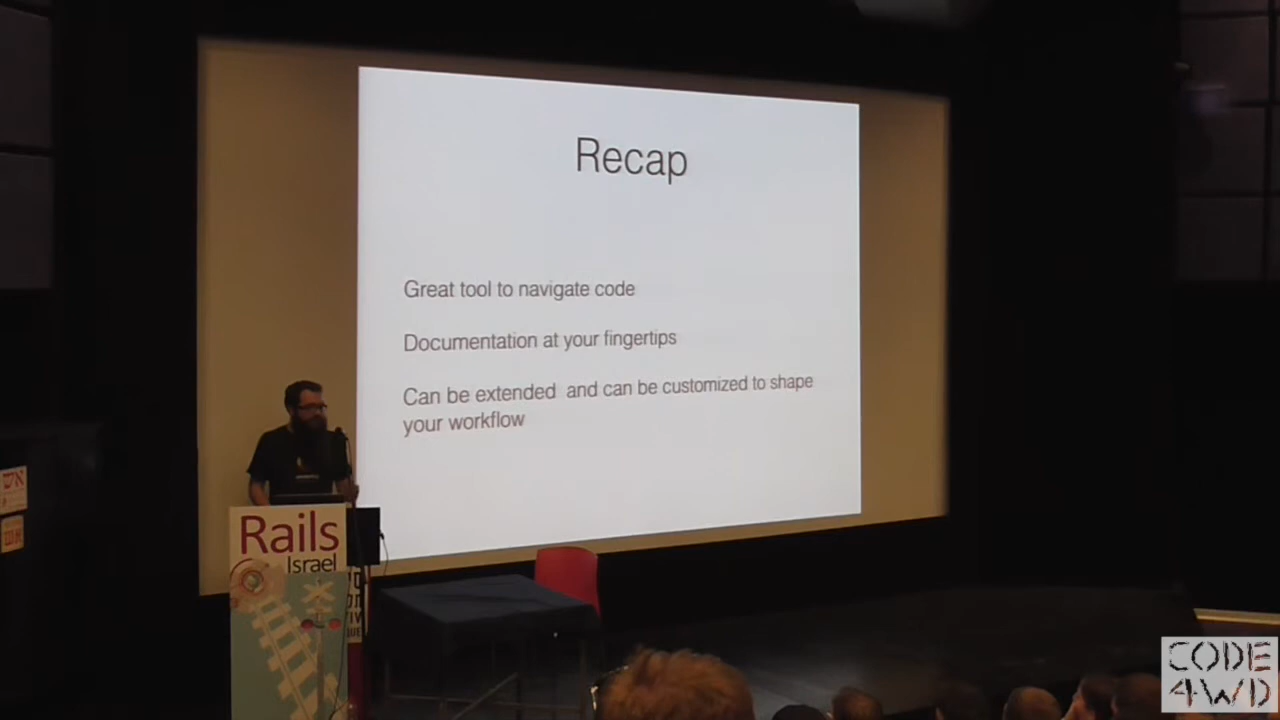 Recap
Great tool to navigate code
Documentation at your fingertips
Can be extended and can be customized to shape
your workflow
אש
Rails
Israel
CODE
4WD